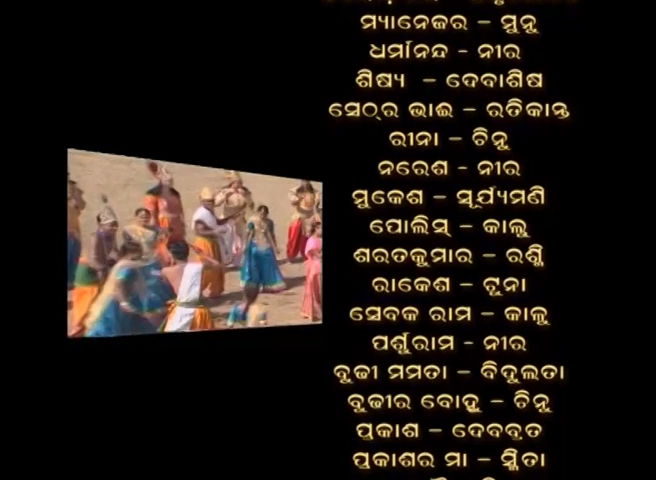 ମ୍ୟାନେଜର – ସୁନୁ
ଧର୍ମାନନ୍ଦ - ନୀର
ଶିଷ୍ୟ – ଦେବାଶିଷ
ସେଠ୍‌ର ଭାଈ – ରତିକାନ୍ତ
ରୀନା – ଚିନୁ
ନରେଶ - ନୀର
ମୁକେଶ – ସୂର୍ଯ୍ୟମଣି
ପୋଲିସ୍ – କାଲୁ
ଶରତକୁମାର – ରଶ୍ମି
ରାକେଶ – ଟୁନା
ସେବକ ରାମ – କାଲୁ
ପର୍ଶୁରାମ - ନୀର
ବୁଢୀ ମମତା – ବିଦୁଲତା
ବୁଢୀର ବୋହୂ – ଚିନୁ
ପ୍ରକାଶ – ଦେବବ୍ରତ
ପ୍ରକାଶର ମା – ସ୍ମିତା